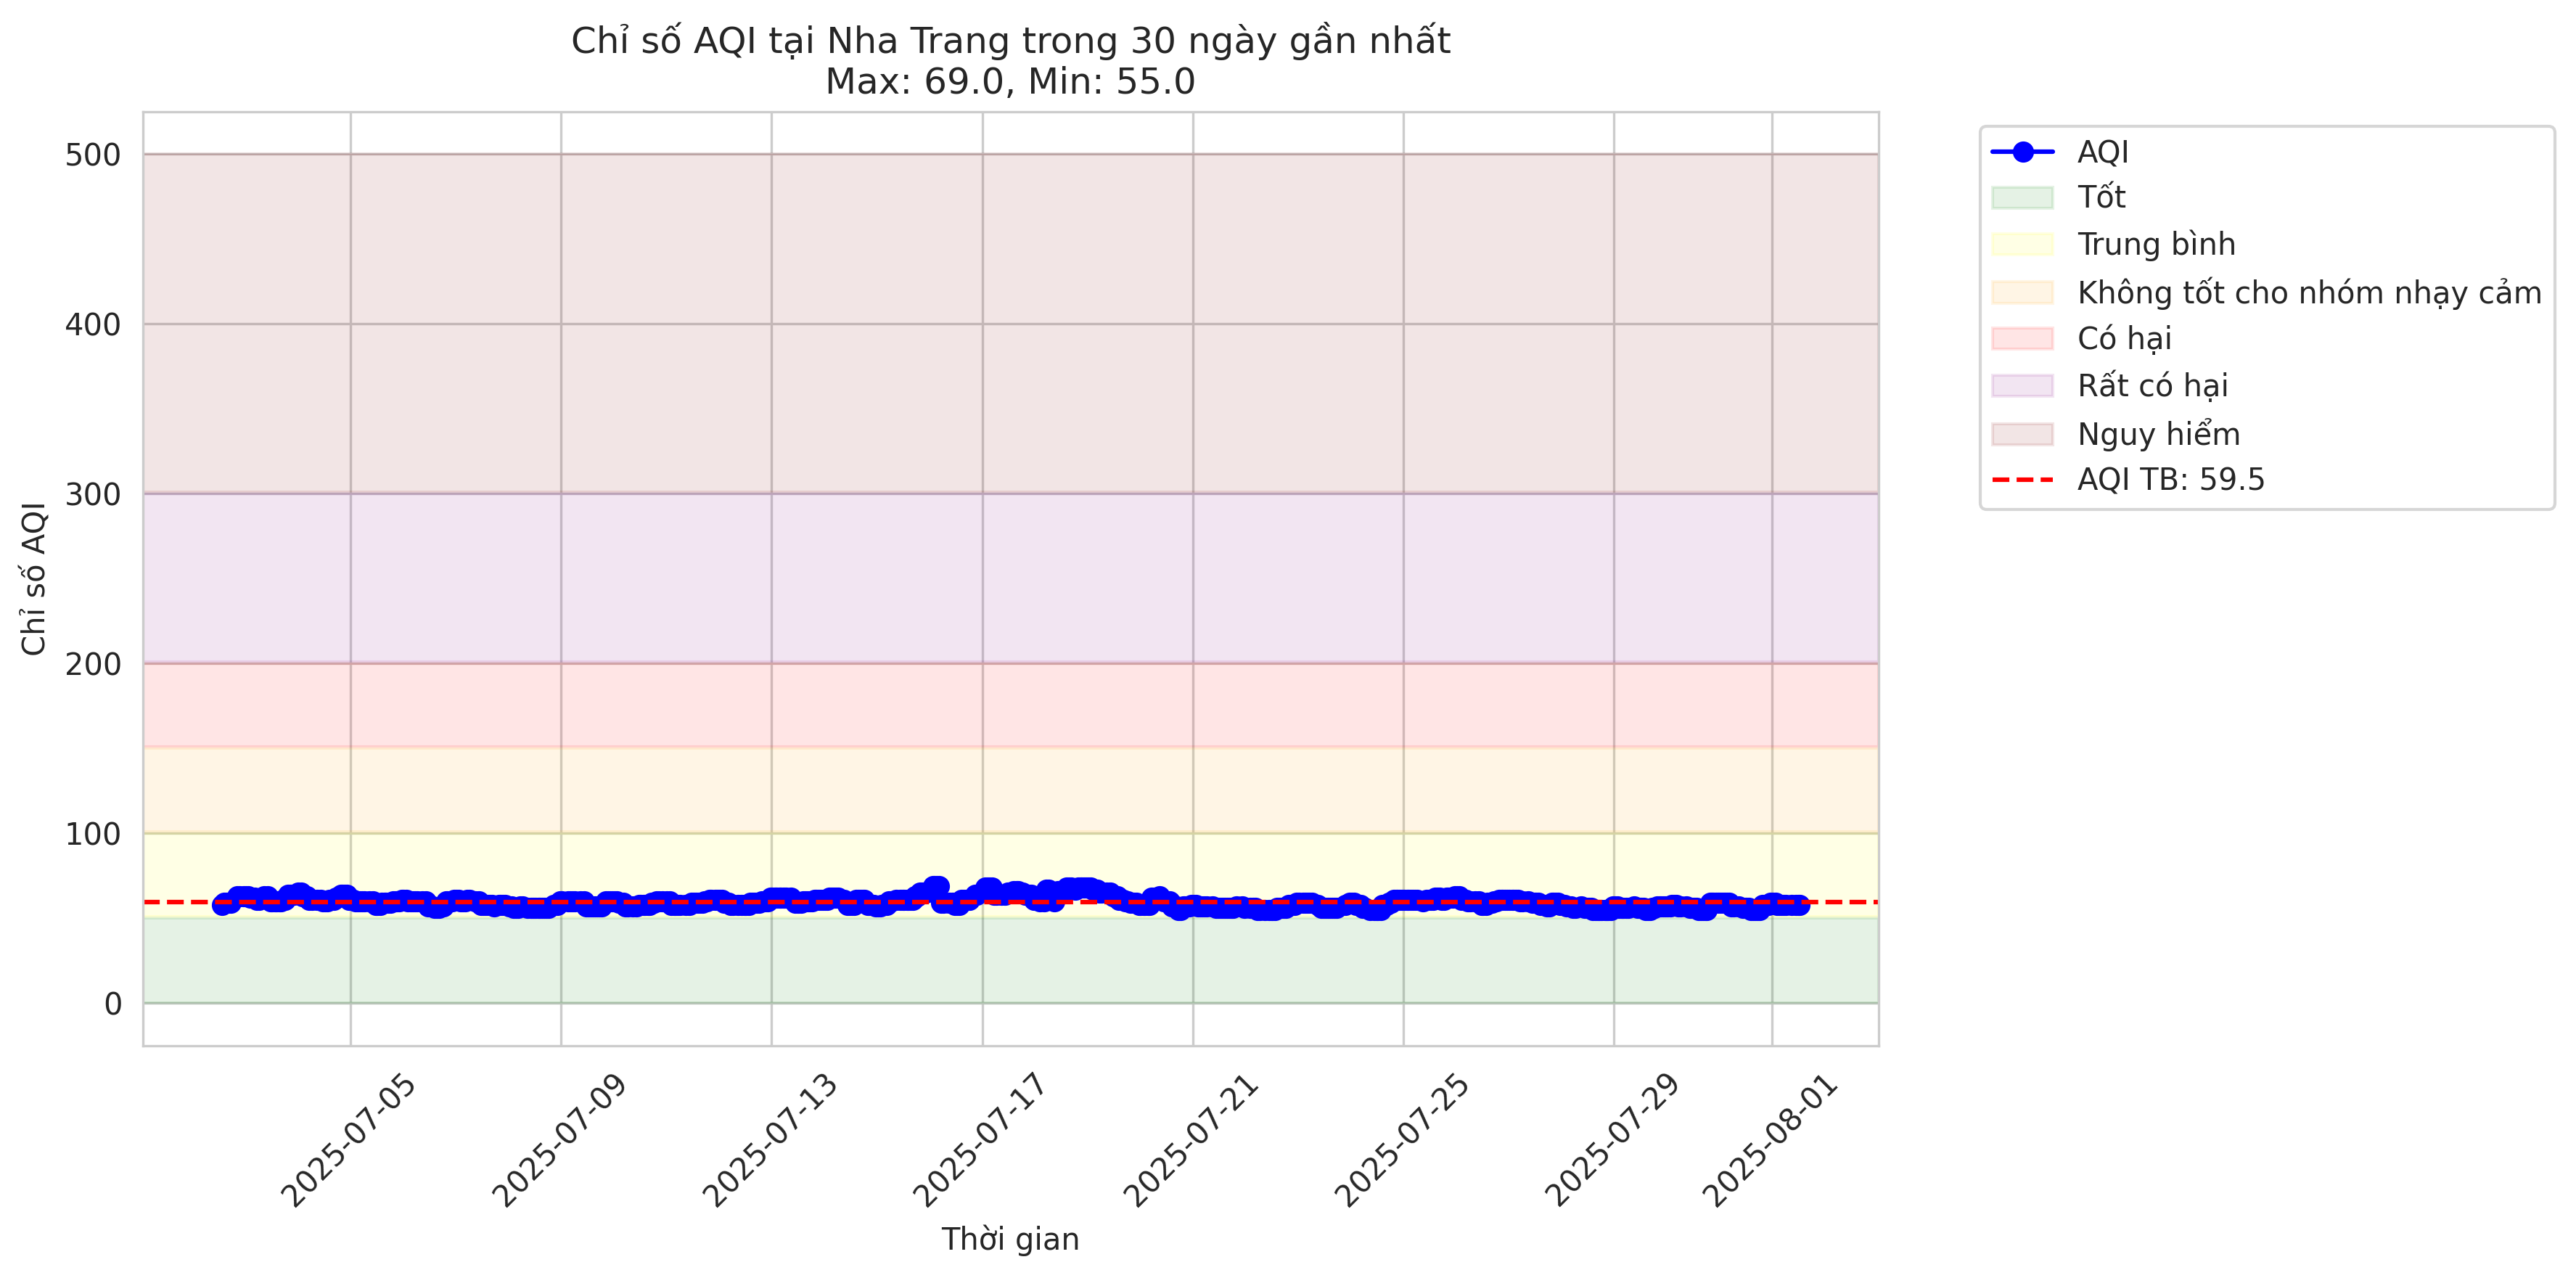 Chỉ số AQI tại Nha Trang trong 30 ngày gần nhất
Max: 69.0, Min: 55.0
500
400
300
200
100
0
Chỉ số AQI
2025-07-05
2025-07-09
2025-07-13
2025-07-17
2025-07-21
2025-07-25
2025-07-29
2025-08-01
Thời gian
AQI
Tốt
Trung bình
Không tốt cho nhóm nhạy cảm
Có hại
Rất có hại
Nguy hiểm
AQI TB: 59.5